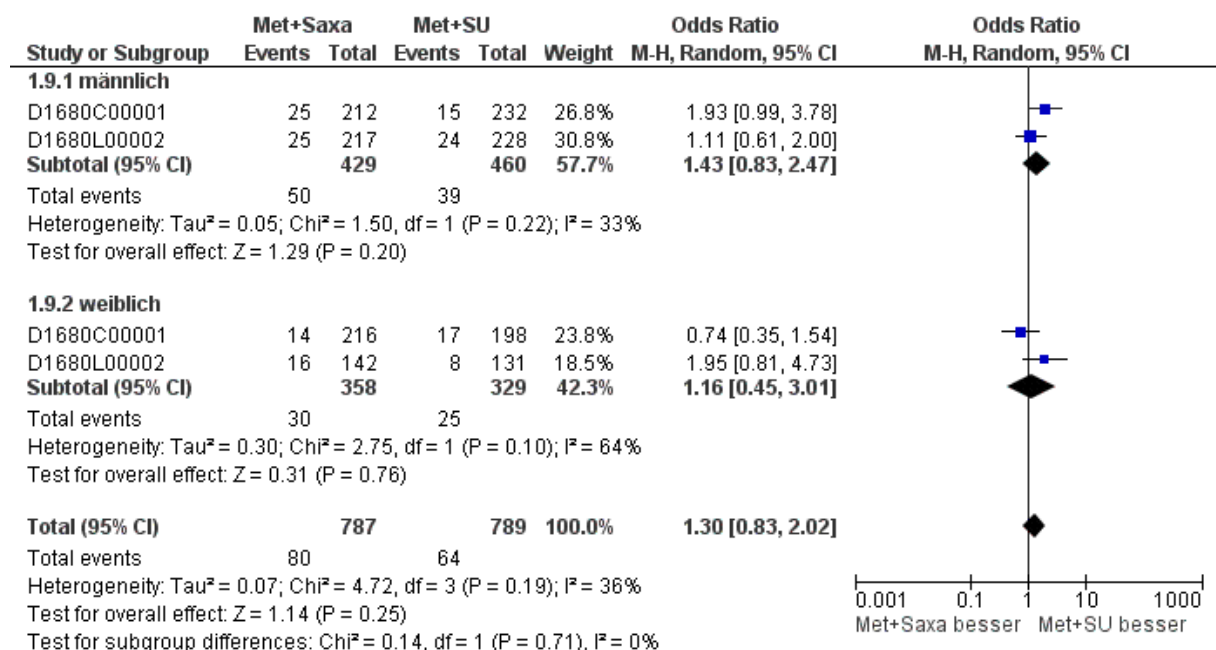 Met+Saxa Met+SU Odds Ratio Odds Ratio
Study or Subgroup Events Total Events Total Weight M-H, Random, 95% CI M-H, Random, 95% CI
1.9.1 männlich
D1680C00001 25 212 15 232 26.8% 1.93 [0.99, 3.78]
D1680L00002 25 217 24 228 30.8% 1.11 [0.61, 2.00]
Subtotal (95% CI) 429 460 57.7% 1.43 [0.83, 2.47]
Total events 50 39
Heterogeneity: Tau² = 0.05; Chi² = 1.50, df = 1 (P = 0.22); I² = 33%
Test for overall effect: Z = 1.29 (P = 0.20)
1.9.2 weiblich
D1680C00001 14 216 17 198 23.8% 0.74 [0.35, 1.54]
D1680L00002 16 142 8 131 18.5% 1.95 [0.81, 4.73]
Subtotal (95% CI) 358 329 42.3% 1.16 [0.45, 3.01]
Total events 30 25
Heterogeneity: Tau² = 0.30; Chi² = 2.75, df = 1 (P = 0.10); I² = 64%
Test for overall effect: Z = 0.31 (P = 0.76)
Total (95% CI) 787 789 100.0% 1.30 [0.83, 2.02]
Total events 80 64
Heterogeneity: Tau² = 0.07; Chi² = 4.72, df = 3 (P = 0.19); I² = 36%
Test for overall effect: Z = 1.14 (P = 0.25)
Test for subgroup differences: Chi² = 0.14, df = 1 (P = 0.71), I² = 0%
0.001 0.1 1 10 1000
Met+Saxa besser Met+SU besser